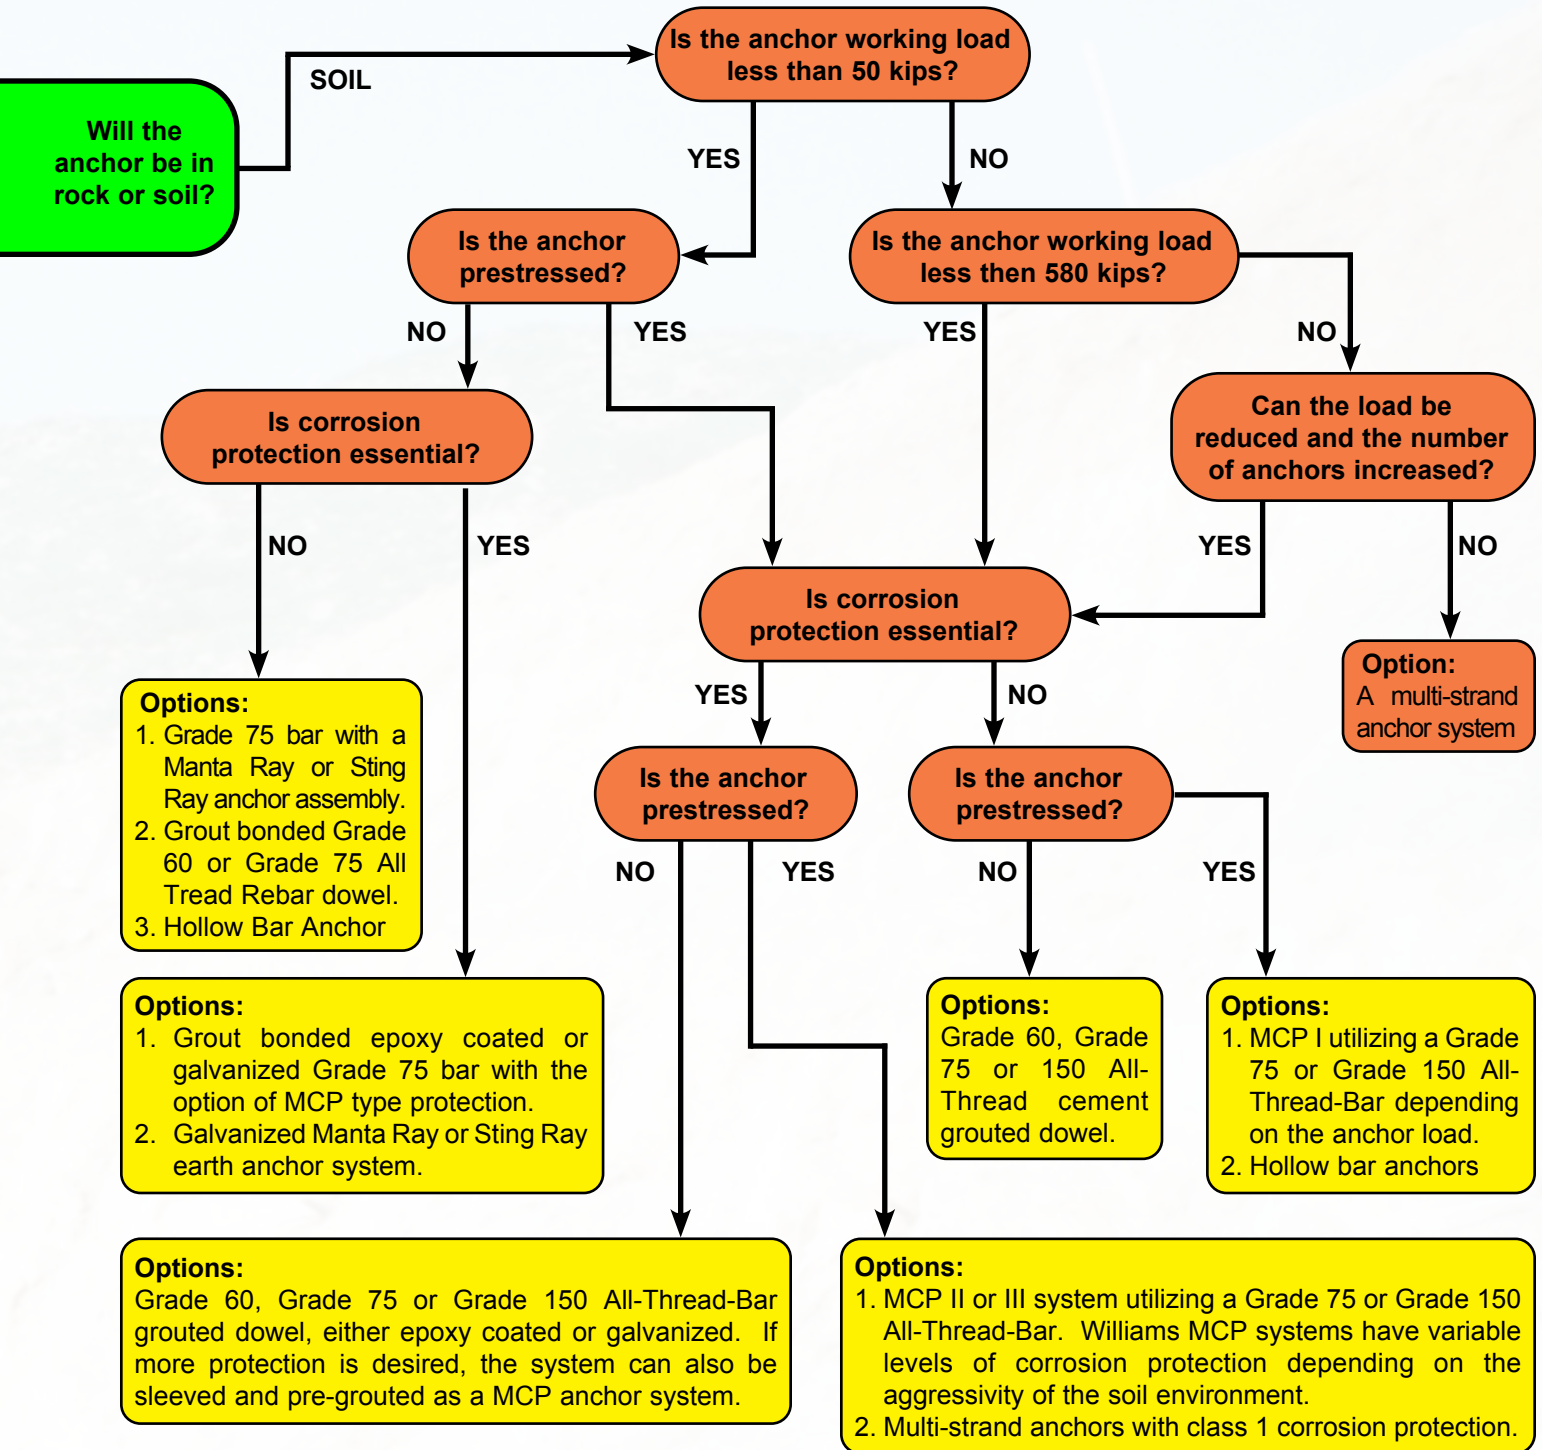 Is the anchor working load
less than 50 kips?
SOIL
Will the
anchor be in
rock or soil?
YES
NO
Is the anchor
prestressed?
Is the anchor working load
less then 580 kips?
NO
YES
YES
NO
Is corrosion
protection essential?
Can the load be
reduced and the number
of anchors increased?
NO
YES
YES
NO
Is corrosion
protection essential?
Option:
A multi-strand
anchor system
YES
NO
Options:
1. Grade 75 bar with a
Manta Ray or Sting
Ray anchor assembly.
2. Grout bonded Grade
60 or Grade 75 All
Tread Rebar dowel.
3. Hollow Bar Anchor
Is the anchor
prestressed?
Is the anchor
prestressed?
NO
YES
NO
YES
Options:
1. Grout bonded epoxy coated or
galvanized Grade 75 bar with the
option of MCP type protection.
2. Galvanized Manta Ray or Sting Ray
earth anchor system.
Options:
Grade 60, Grade
75 or 150 All-
Thread cement
grouted dowel.
Options:
1. MCP I utilizing a Grade
75 or Grade 150 All-
Thread-Bar depending
on the anchor load.
2. Hollow bar anchors
Options:
Grade 60, Grade 75 or Grade 150 All-Thread-Bar
grouted dowel, either epoxy coated or galvanized. If
more protection is desired, the system can also be
sleeved and pre-grouted as a MCP anchor system.
Options:
1. MCP II or III system utilizing a Grade 75 or Grade 150
All-Thread-Bar. Williams MCP systems have variable
levels of corrosion protection depending on the
aggressivity of the soil environment.
2. Multi-strand anchors with class 1 corrosion protection.